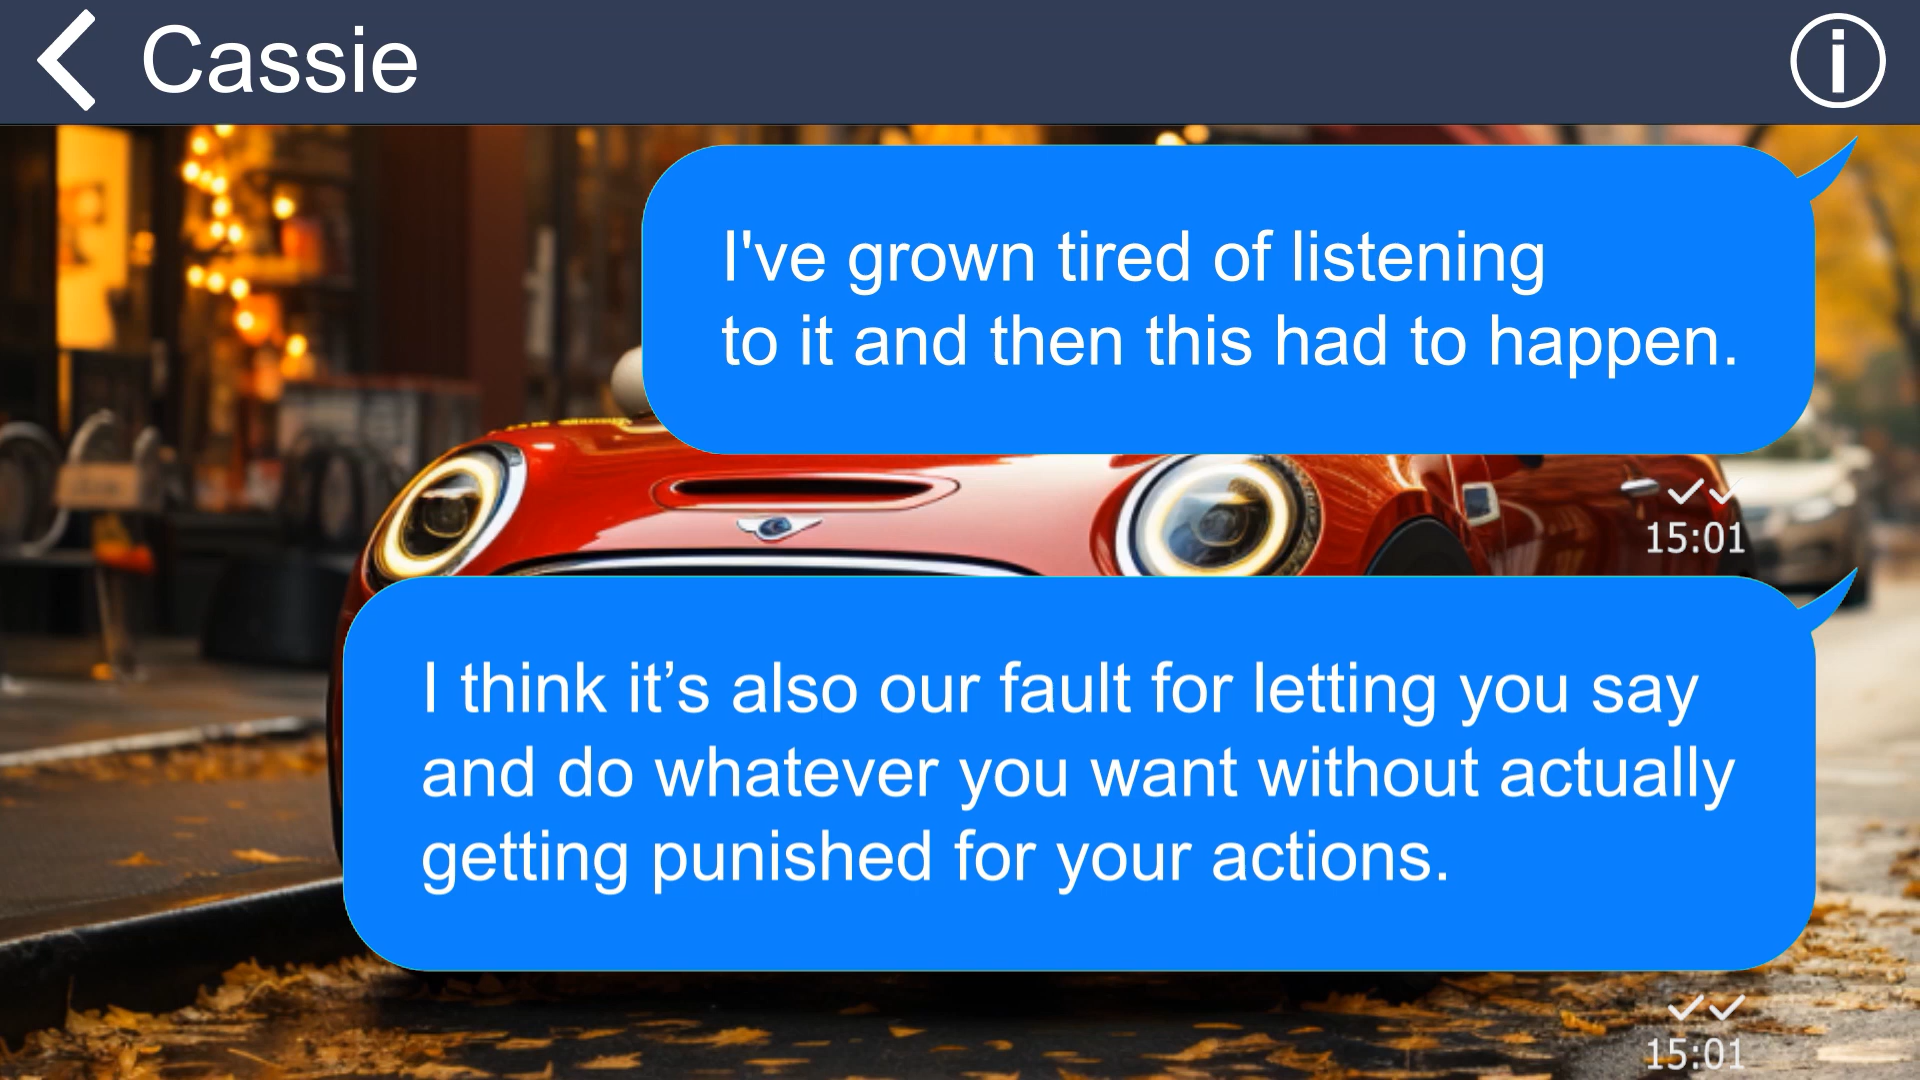 Cassie
I've grown tired of listening
to it and then this had to happen.
15:01
I think it’s also our fault for letting you say
and do whatever you want without actually
getting punished for your actions.
15:01